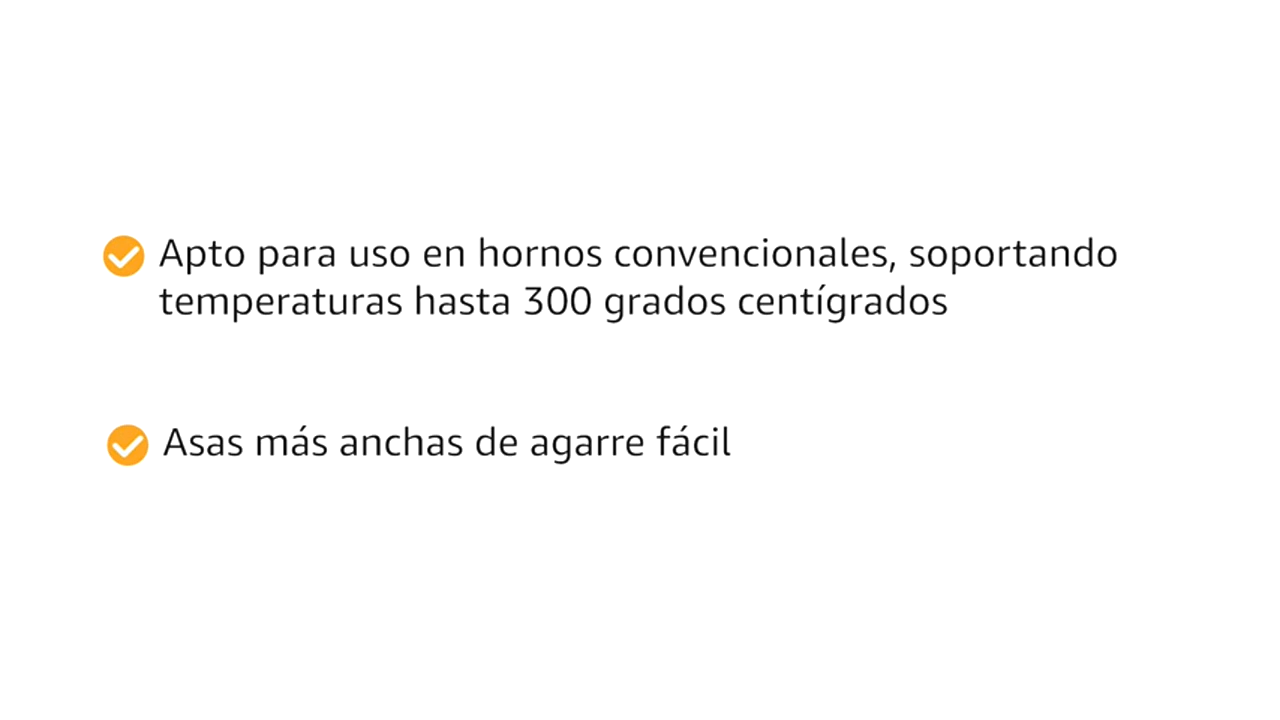 Apto para uso en hornos convencionales, soportando
temperaturas hasta 300 grados centígrados
Asas más anchas de agarre fácil